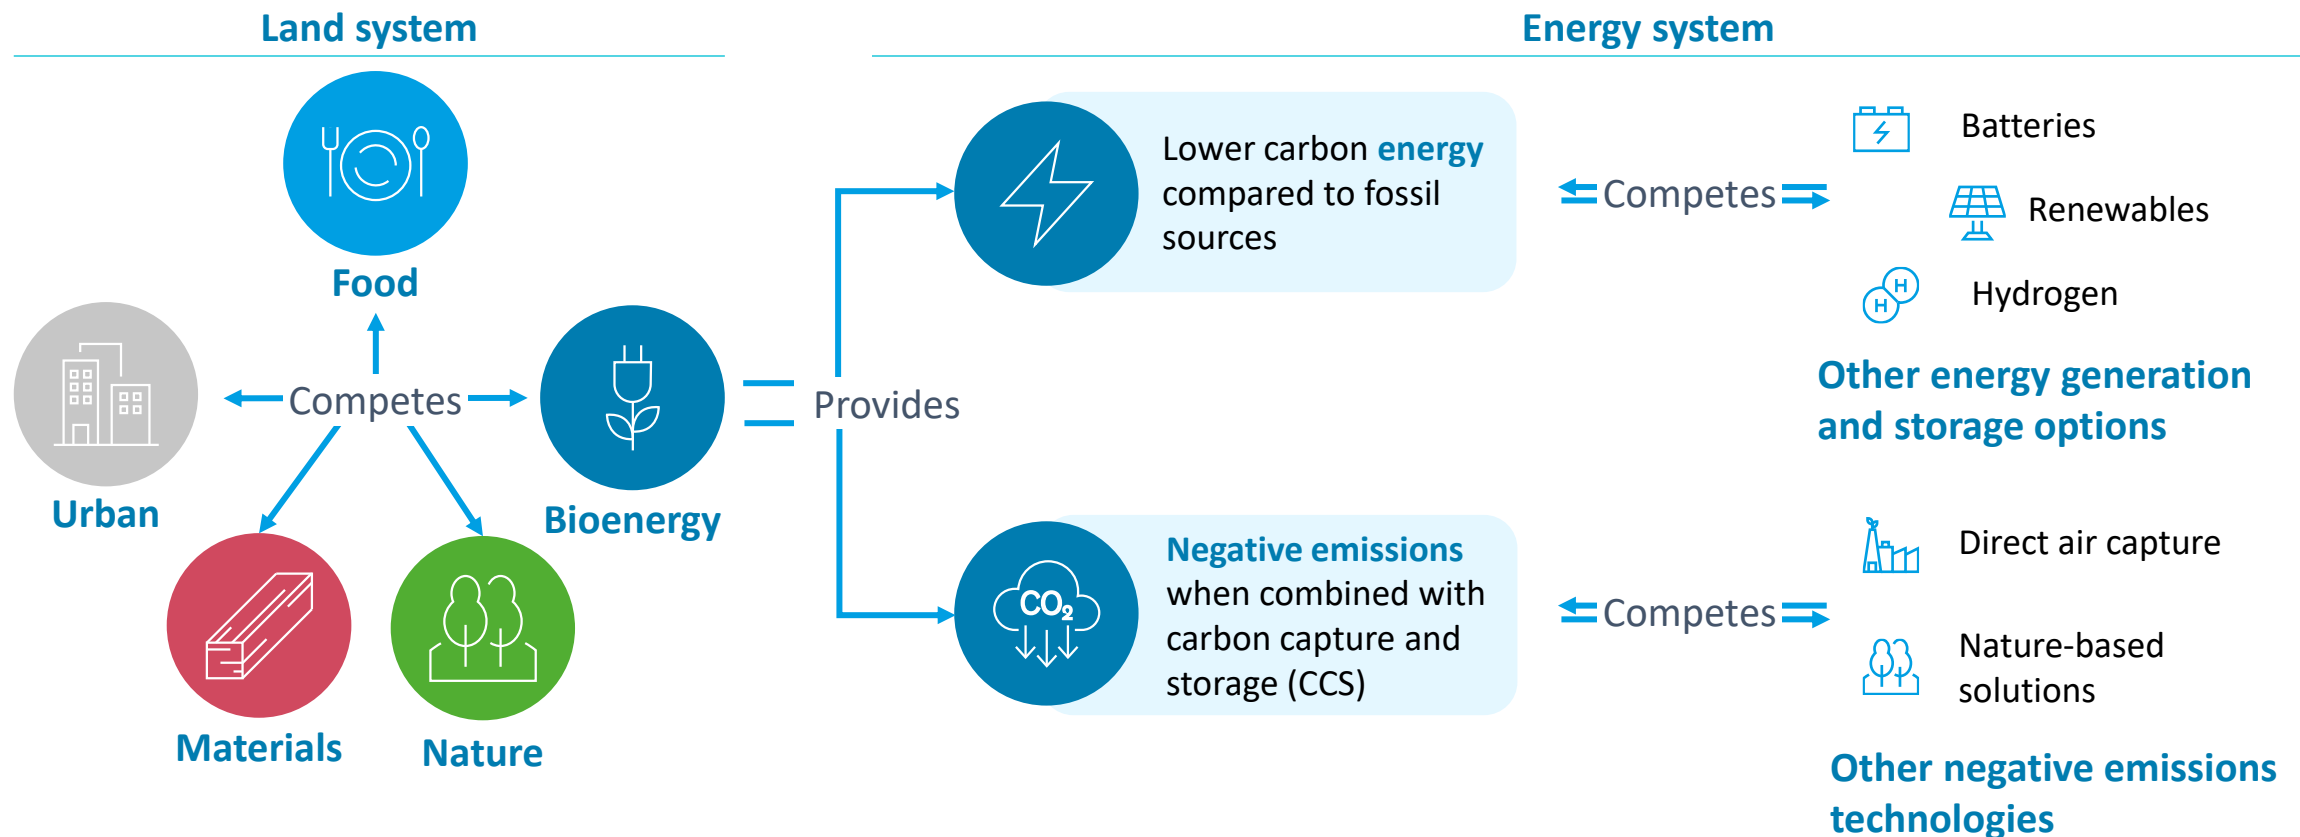 Land system
Energy system
Food
Urban
Competes
Bioenergy
Materials
Nature
Provides
Lower carbon energy
compared to fossil
sources
Competes
Batteries
Renewables
H
H
Hydrogen
Other energy generation
and storage options
CO₂
Negative emissions
when combined with
carbon capture and
storage (CCS)
Competes
Direct air capture
Nature-based
solutions
Other negative emissions
technologies